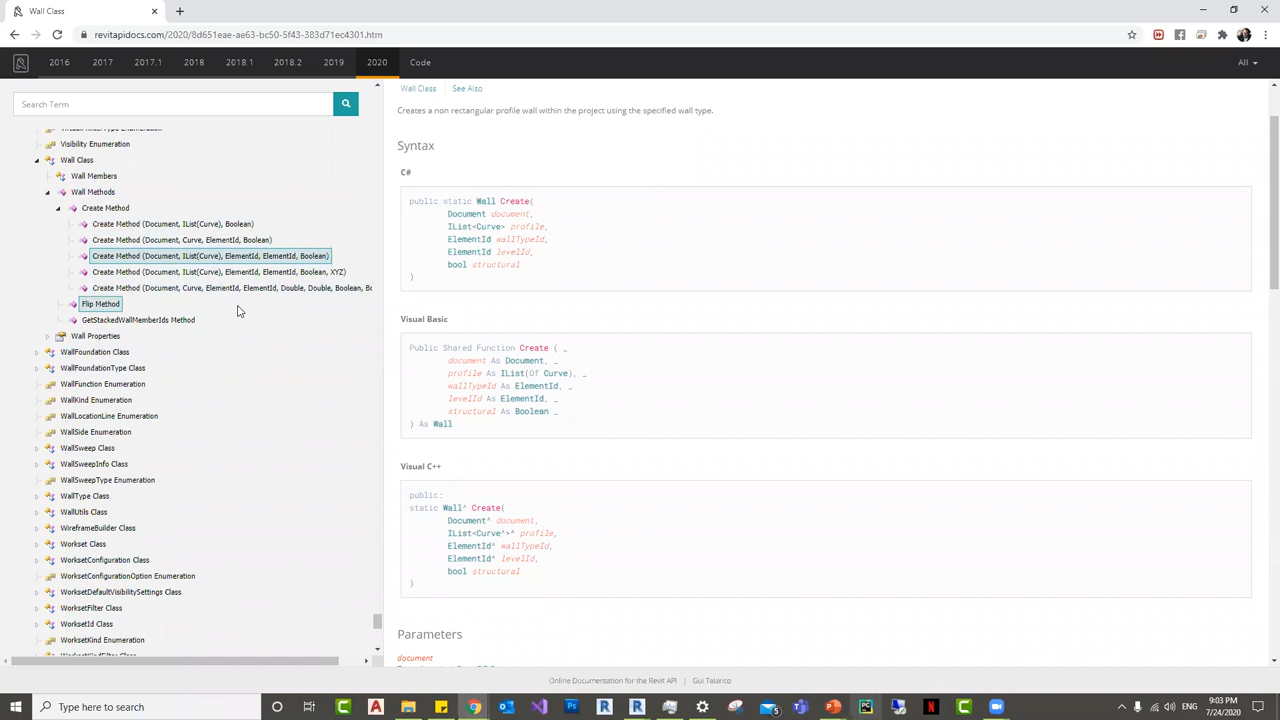 Wall Class
revitapidocs.com/2020/8d651eae-ae63-bc50-5f43-383d71ec4301.htm
2016 2017 2017.1 2018 2018.1 2018.2 2019 2020 Code All
Search Term
Visibility Enumeration
Wall Class
Wall Members
Wall Methods
Create Method
Create Method (Document, IList(Curve), Boolean)
Create Method (Document, Curve, ElementId, Boolean)
Create Method (Document, IList(Curve), ElementId, ElementId, Boolean)
Create Method (Document, IList(Curve), ElementId, ElementId, Boolean, XYZ)
Create Method (Document, Curve, ElementId, ElementId, Double, Double, Boolean, Bo
Flip Method
GetStackedWallMemberIds Method
Wall Properties
WallFoundation Class
WallFoundationType Class
WallFunction Enumeration
WallKind Enumeration
WallLocationLine Enumeration
WallSide Enumeration
WallSweep Class
WallSweepInfo Class
WallSweepType Enumeration
WallType Class
WallUtils Class
WireframeBuilder Class
Workset Class
WorksetConfiguration Class
WorksetConfigurationOption Enumeration
WorksetDefaultVisibilitySettings Class
WorksetFilter Class
WorksetId Class
WorksetKind Enumeration
Wall Class See Also
Creates a non rectangular profile wall within the project using the specified wall type.
Syntax
C#
public static Wall Create(
Document document,
IList<Curve> profile,
ElementId wallTypeId,
ElementId levelId,
bool structural
)
Visual Basic
Public Shared Function Create ( _
document As Document, _
profile As IList(Of Curve), _
wallTypeId As ElementId, _
levelId As ElementId, _
structural As Boolean _
) As Wall
Visual C++
public:
static Wall^ Create(
Document^ document,
IList<Curve^>^ profile,
ElementId^ wallTypeId,
ElementId^ levelId,
bool structural
)
Parameters
document
Online Documentation for the Revit API | Gui Talarico
Type here to search
5
9:03 PM
7/24/2020